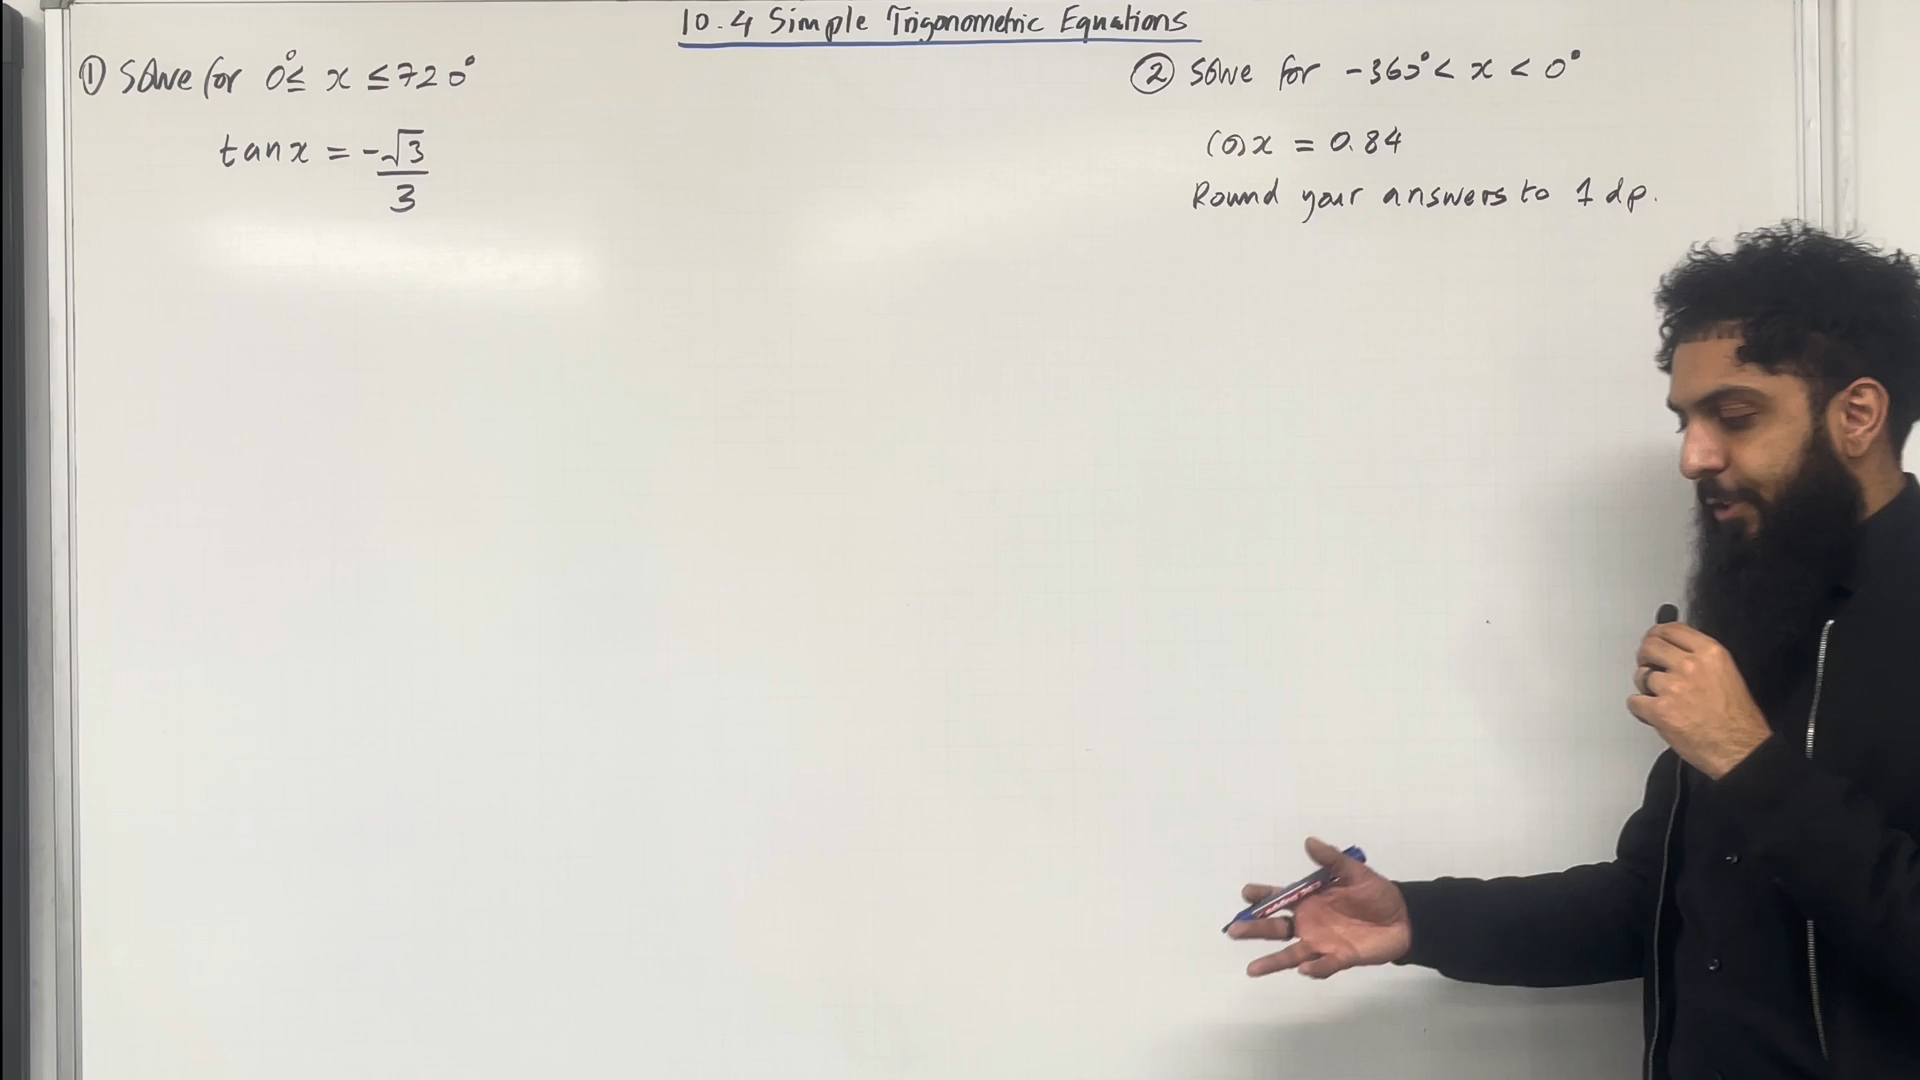 10.4 Simple Trigonometric Equations
① Solve for 0° ≤ x ≤ 720°
tan x = -√3/3
② Solve for -360° < x < 0°
Cos x = 0.84
Round your answers to 1 dp.